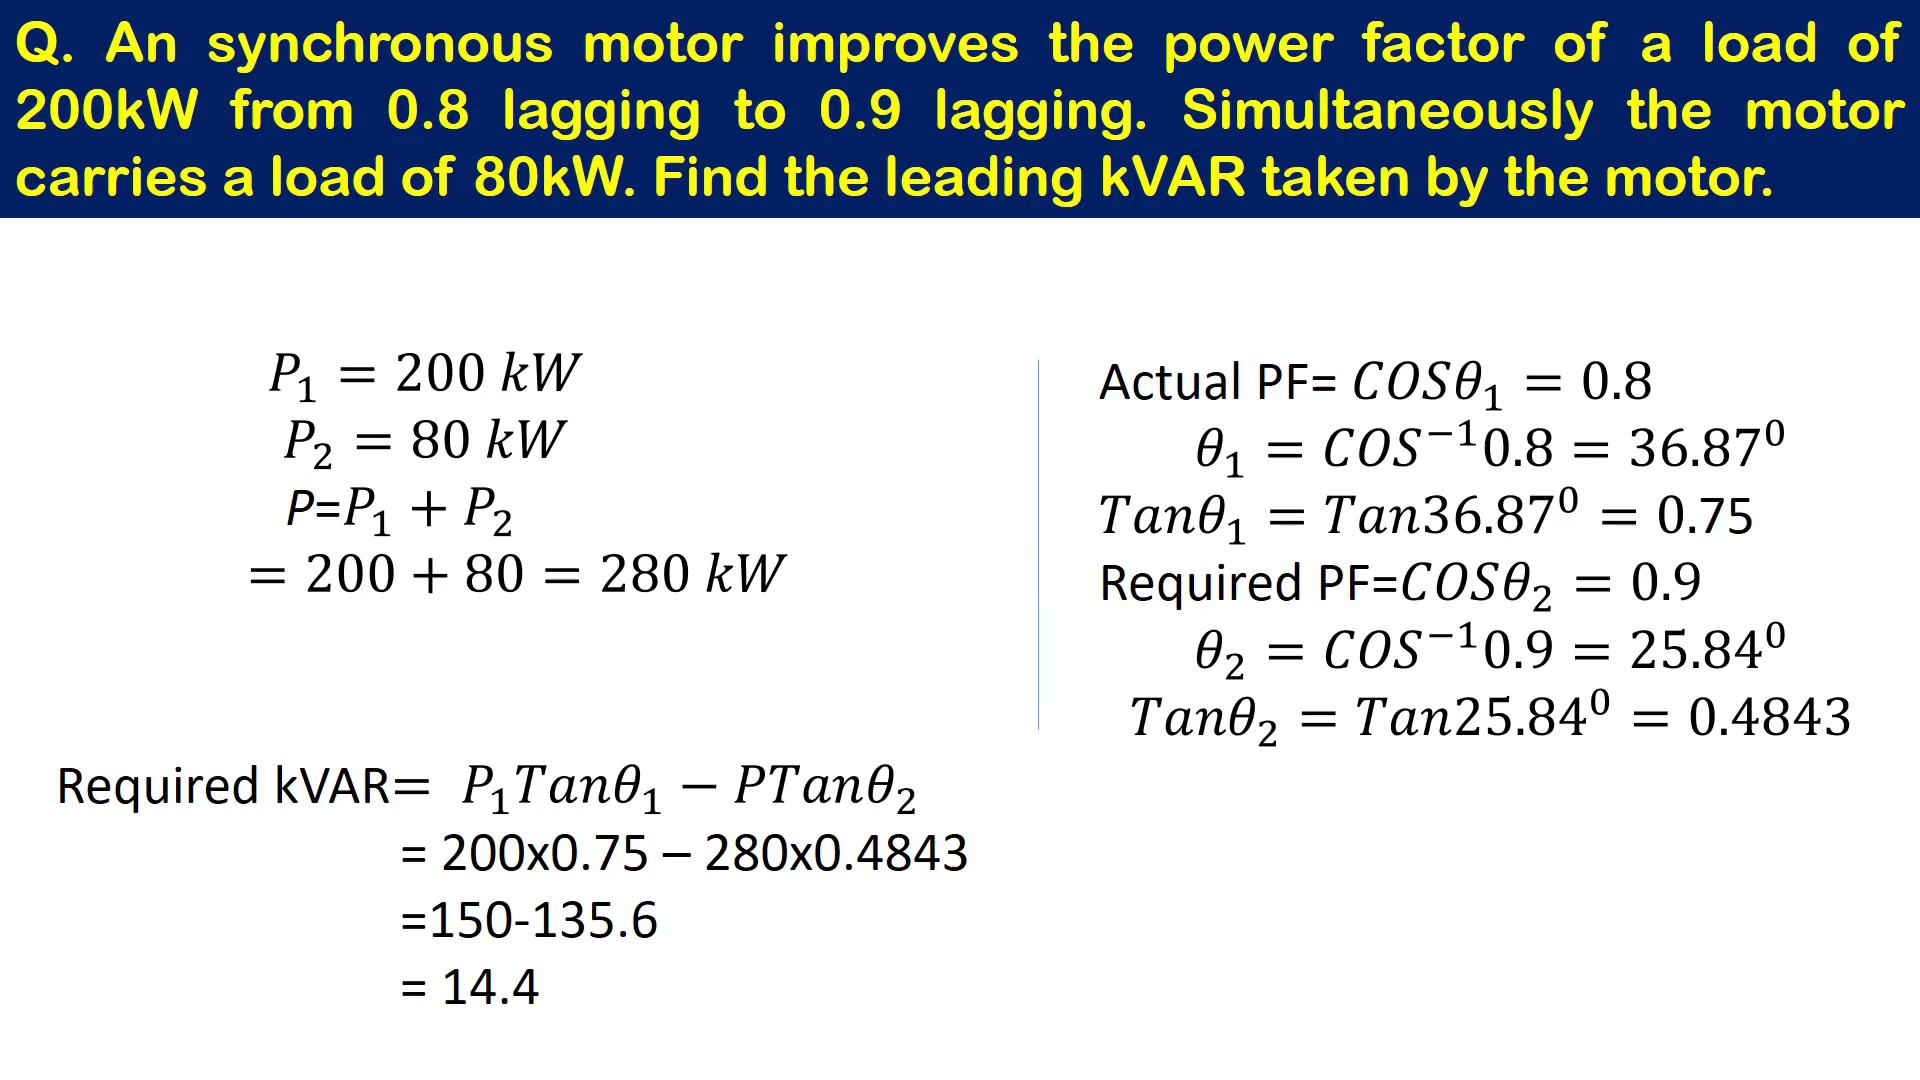 Q. An synchronous motor improves the power factor of a load of
200kW from 0.8 lagging to 0.9 lagging. Simultaneously the motor
carries a load of 80kW. Find the leading kVAR taken by the motor.
P₁ = 200 kW
P₂ = 80 kW
P=P₁ + P₂
= 200 + 80 = 280 kW
Actual PF= COSθ₁ = 0.8
θ₁ = COS⁻¹0.8 = 36.87⁰
Tanθ₁ = Tan36.87⁰ = 0.75
Required PF=COSθ₂ = 0.9
θ₂ = COS⁻¹0.9 = 25.84⁰
Tanθ₂ = Tan25.84⁰ = 0.4843
Required kVAR= P₁Tanθ₁ − PTanθ₂
= 200x0.75 – 280x0.4843
=150-135.6
= 14.4